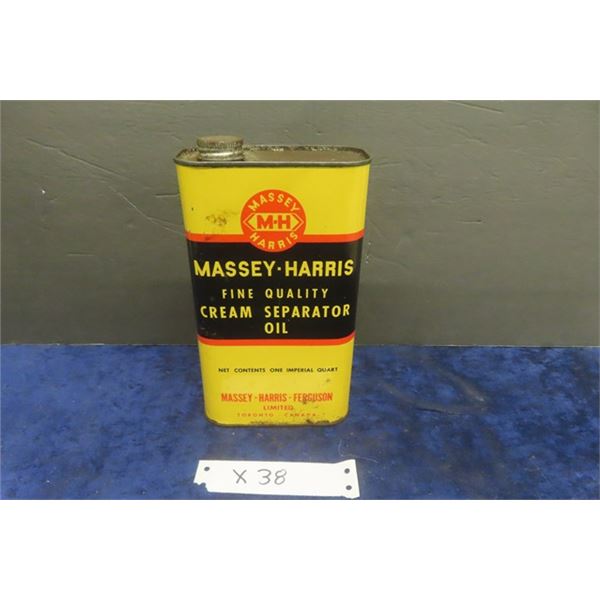 MASSEY
M-H
HARRIS
MASSEY-HARRIS
FINE QUALITY
CREAM SEPARATOR
OIL
NET CONTENTS ONE IMPERIAL QUART
MASSEY-HARRIS-FERGUSON
LIMITED
TORONTO - CANADA
X 38